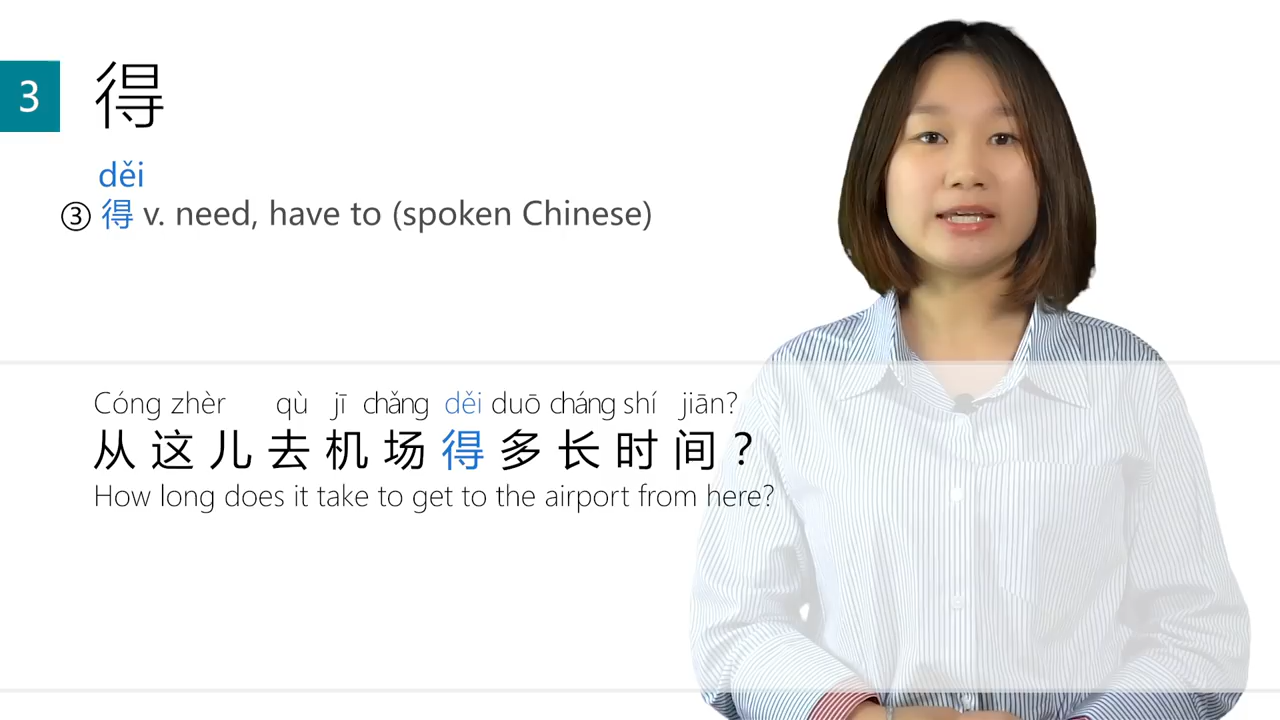 3 得
děi
③ 得 v. need, have to (spoken Chinese)
Cóng zhèr qù jī chǎng děi duō cháng shí jiān?
从这儿去机场得多长时间？
How long does it take to get to the airport from here?